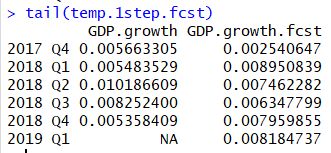 > tail(temp.1step.fcst)
GDP.growth GDP.growth.fcst
2017 Q4 0.005663305 0.002540647
2018 Q1 0.005483529 0.008950839
2018 Q2 0.010186609 0.007462282
2018 Q3 0.008252400 0.006347799
2018 Q4 0.005358409 0.007959855
2019 Q1 NA 0.008184737